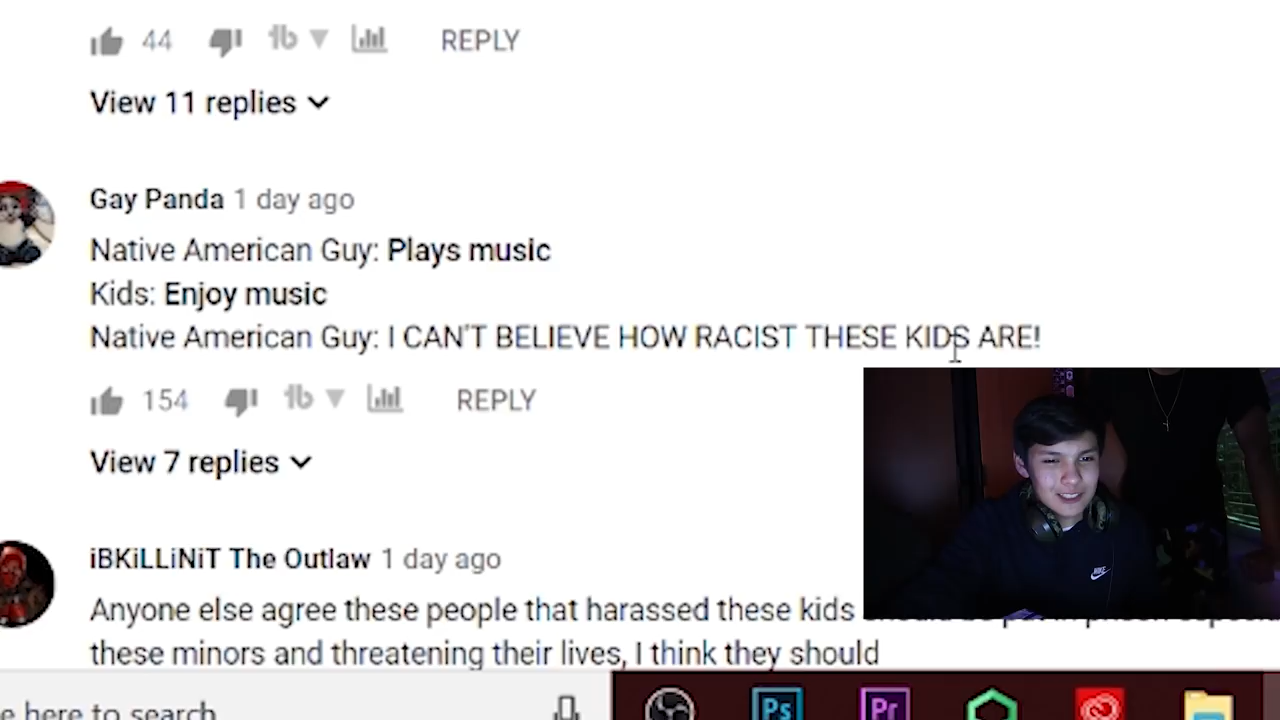 44 REPLY
View 11 replies
Gay Panda 1 day ago
Native American Guy: Plays music
Kids: Enjoy music
Native American Guy: I CAN'T BELIEVE HOW RACIST THESE KIDS ARE!
154 REPLY
View 7 replies
iBKiLLiNiT The Outlaw 1 day ago
Anyone else agree these people that harassed these kids
these minors and threatening their lives, I think they should
e here to search
Ps Pr